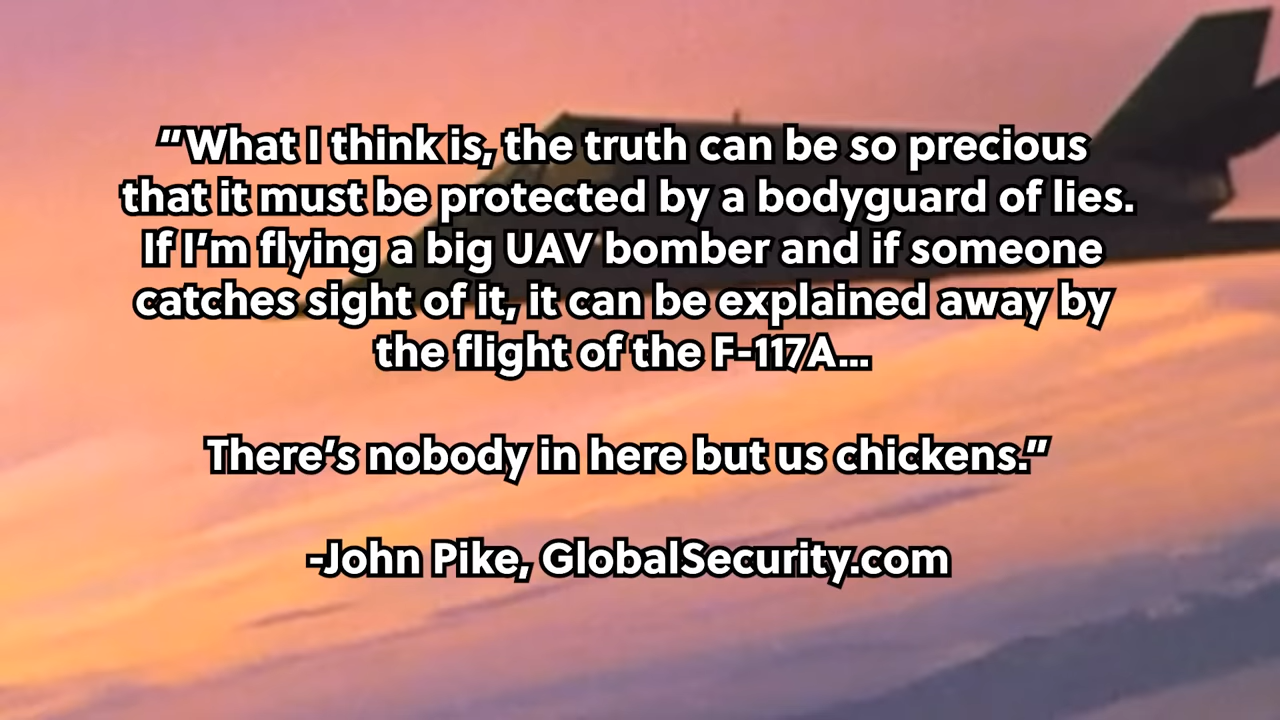 “What I think is, the truth can be so precious
that it must be protected by a bodyguard of lies.
If I’m flying a big UAV bomber and if someone
catches sight of it, it can be explained away by
the flight of the F-117A...
There’s nobody in here but us chickens.”
-John Pike, GlobalSecurity.com